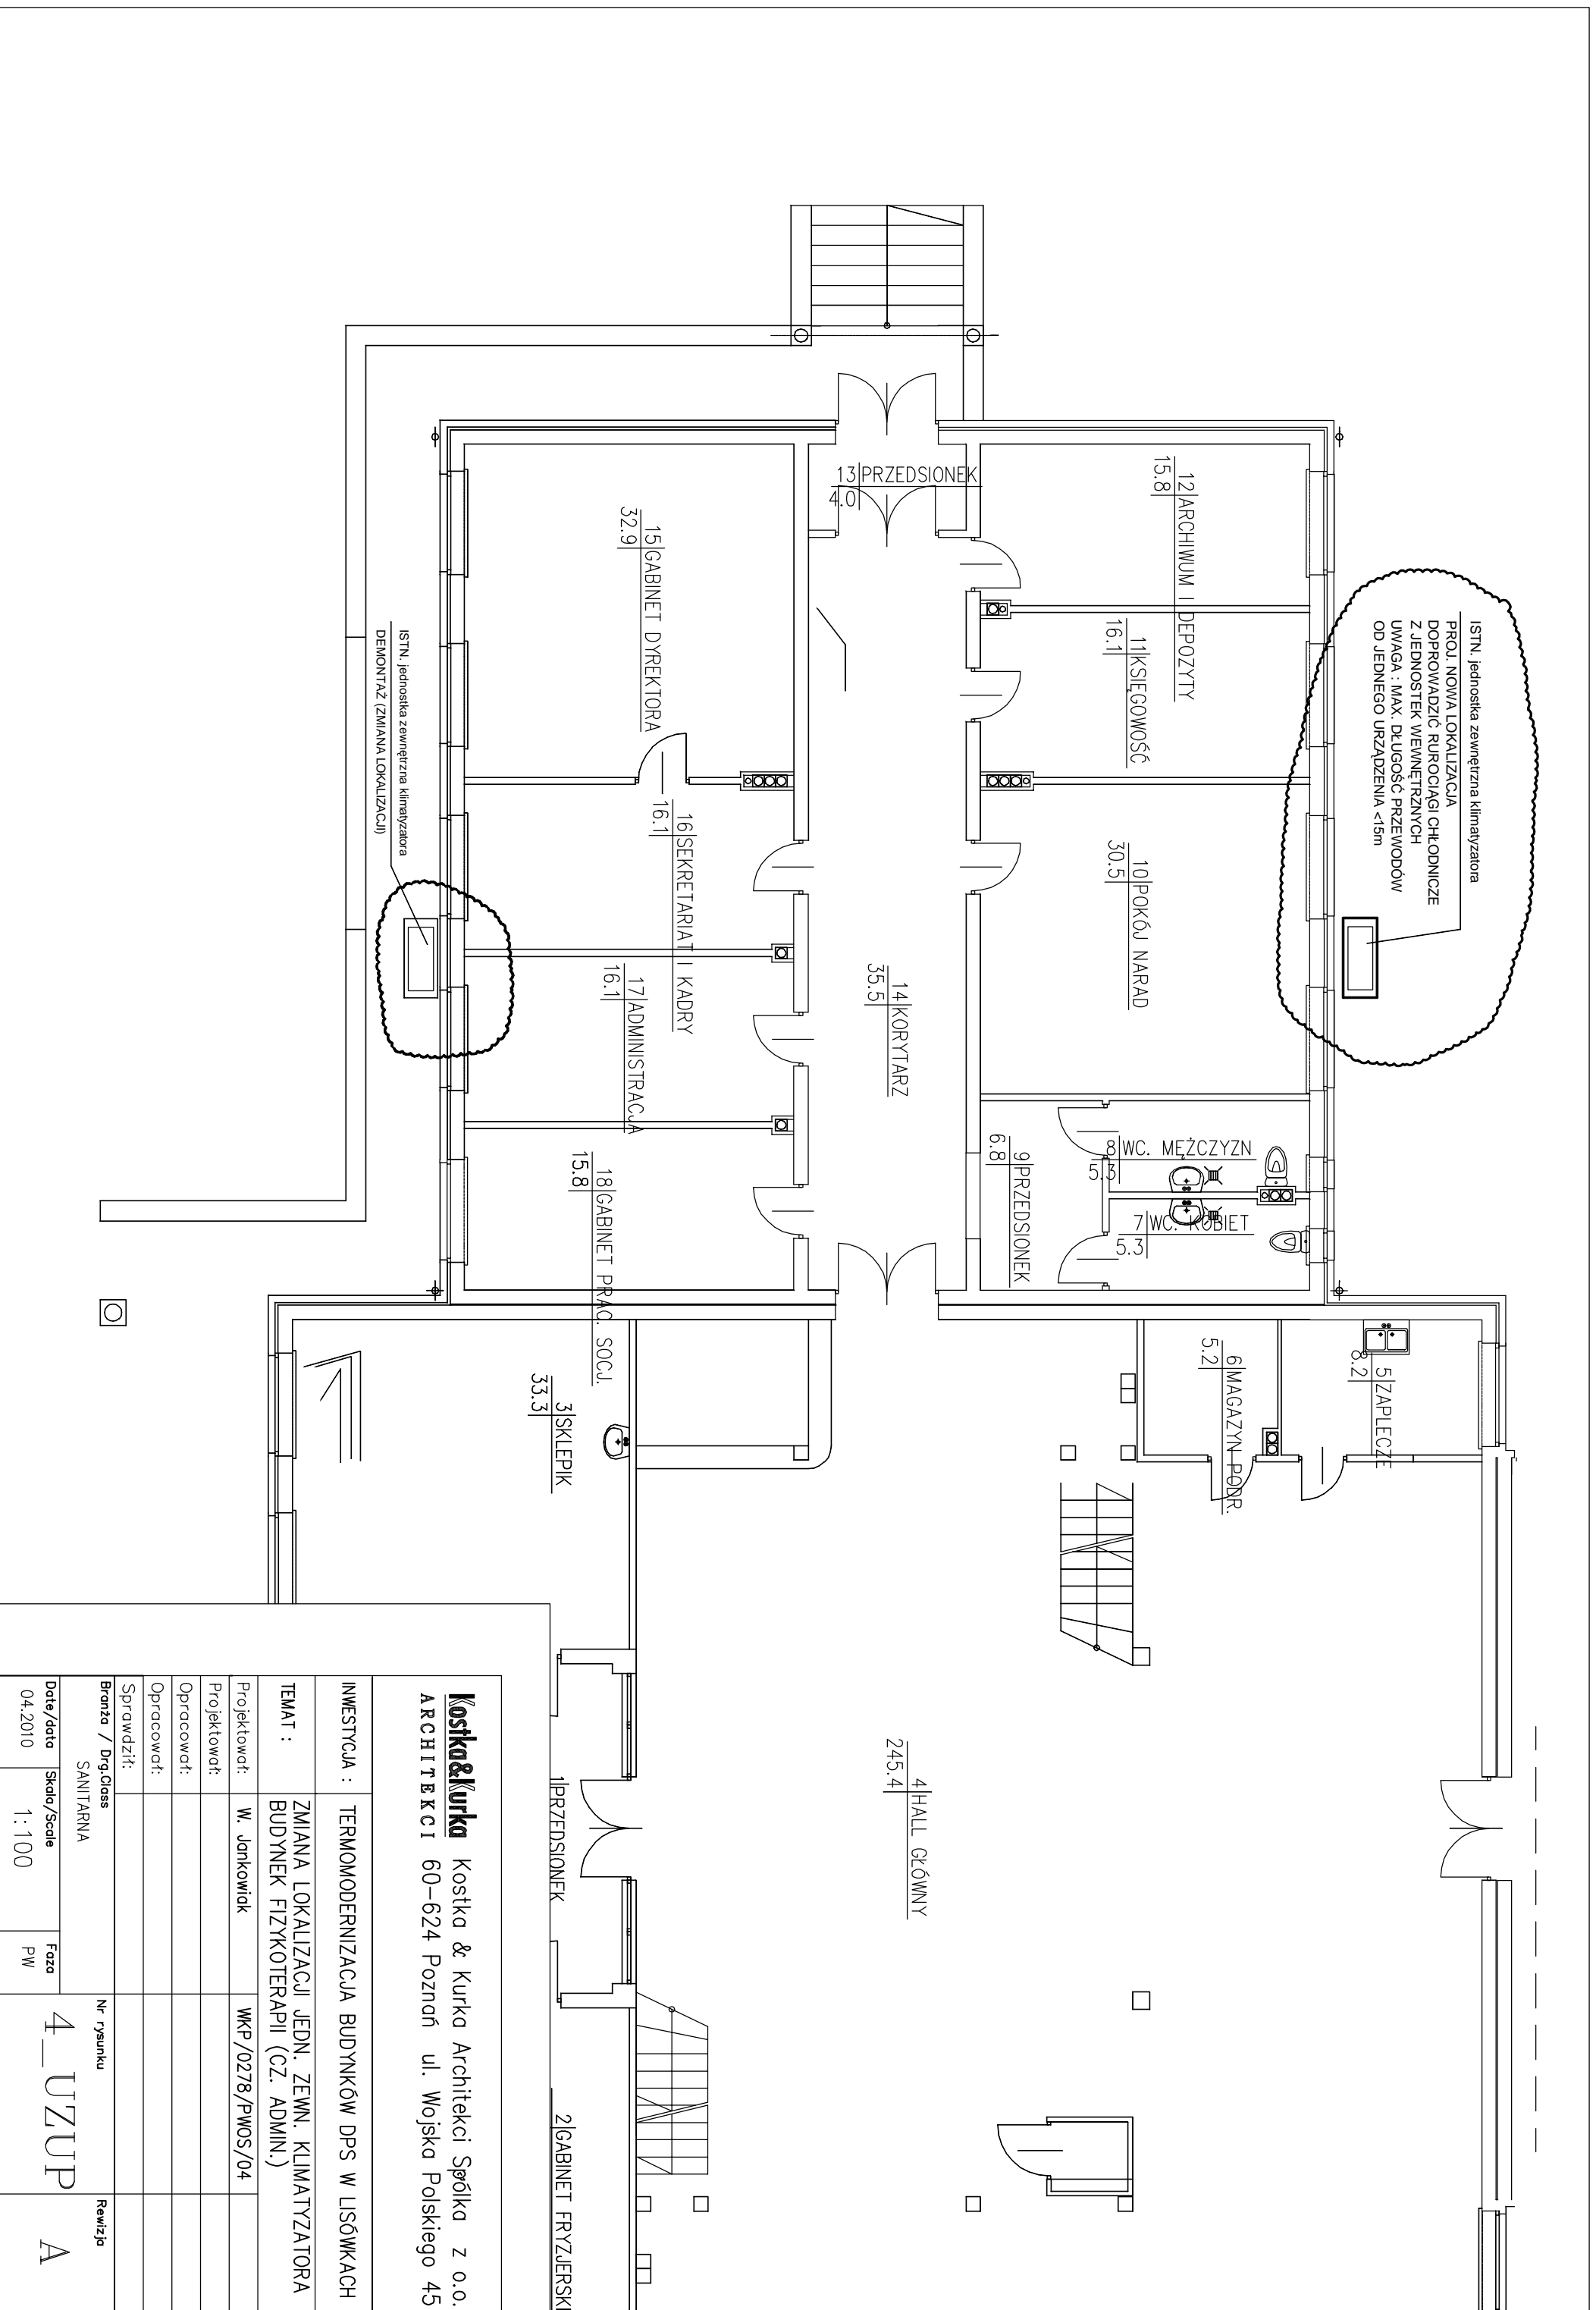 ISTN. jednostka zewnętrzna klimatyzatora
PROJ. NOWA LOKALIZACJA
DOPROWADZIĆ RUROCIĄGI CHŁODNICZE
Z JEDNOSTEK WEWNĘTRZNYCH
UWAGA : MAX. DŁUGOŚĆ PRZEWODÓW
OD JEDNEGO URZĄDZENIA <15m
12 ARCHIWUM I DEPOZYTY
15.8
11 KSIĘGOWOŚĆ
16.1
10 POKÓJ NARAD
30.5
8 WC. MĘŻCZYZN
5.3
7 WC. KOBIET
5.3
9 PRZEDSIONEK
6.8
5 ZAPLECZE
8.2
6 MAGAZYN PODR.
5.2
13 PRZEDSIONEK
4.0
14 KORYTARZ
35.5
4 HALL GŁÓWNY
245.4
15 GABINET DYREKTORA
32.9
16 SEKRETARIAT I KADRY
16.1
17 ADMINISTRACJA
16.1
18 GABINET PRAC. SOCJ.
15.8
3 SKLEPIK
33.3
1 PRZEDSIONEK
2 GABINET FRYZJERSKI
ISTN. jednostka zewnętrzna klimatyzatora
DEMONTAŻ (ZMIANA LOKALIZACJI)
Kostka&Kurka Kostka & Kurka Architekci Spółka z o.o.
ARCHITEKCI 60-624 Poznań ul. Wojska Polskiego 45
INWESTYCJA : TERMOMODERNIZACJA BUDYNKÓW DPS W LISÓWKACH
TEMAT : ZMIANA LOKALIZACJI JEDN. ZEWN. KLIMATYZATORA
BUDYNEK FIZYKOTERAPII (CZ. ADMIN.)
Projektował: W. Jankowiak WKP/0278/PWOS/04
Projektował:
Opracował:
Opracował:
Sprawdził:
Branża / Drg.Class Nr rysunku Rewizja
SANITARNA 4_UZUP A
Date/data Skala/Scale Faza
04.2010 1:100 PW